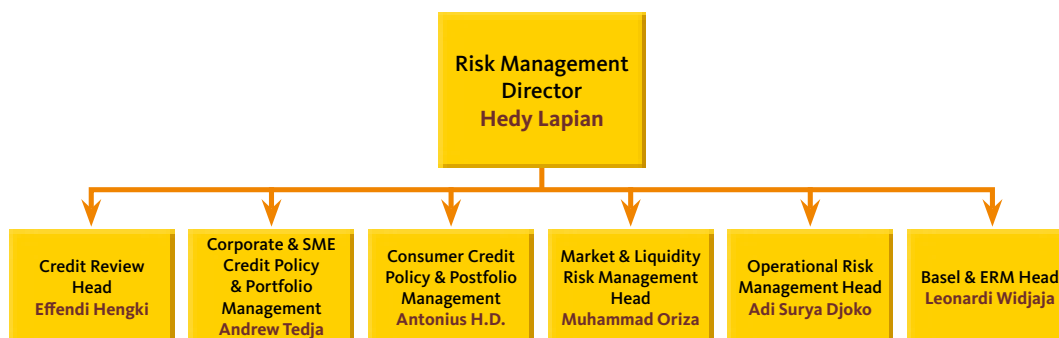 Risk Management
Director
Hedy Lapian
Credit Review
Head
Effendi Hengki
Corporate & SME
Credit Policy
& Portfolio
Management
Andrew Tedja
Consumer Credit
Policy & Postfolio
Management
Antonius H.D.
Market & Liquidity
Risk Management
Head
Muhammad Oriza
Operational Risk
Management Head
Adi Surya Djoko
Basel & ERM Head
Leonardi Widjaja